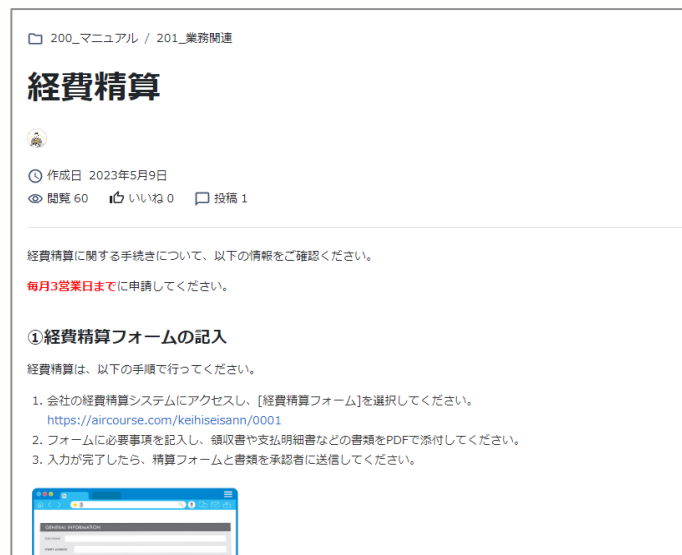 200_マニュアル / 201_業務関連
経費精算
作成日 2023年5月9日
閲覧 60 いいね 0 投稿 1
経費精算に関する手続きについて、以下の情報をご確認ください。
毎月3営業日までに申請してください。
①経費精算フォームの記入
経費精算は、以下の手順で行ってください。
1. 会社の経費精算システムにアクセスし、[経費精算フォーム]を選択してください。
https://aircourse.com/keihiseisann/0001
2. フォームに必要事項を記入し、領収書や支払明細書などの書類をPDFで添付してください。
3. 入力が完了したら、精算フォームと書類を承認者に送信してください。
GENERAL INFORMATION